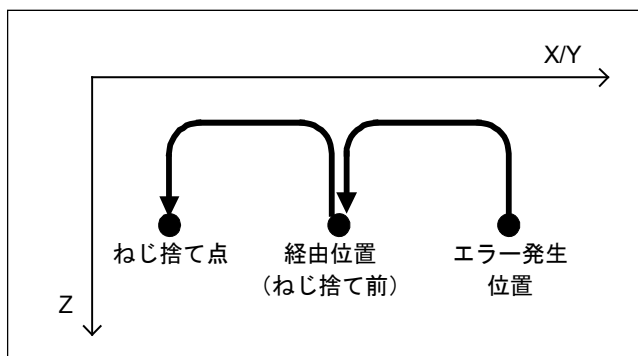 X/Y
ねじ捨て点
経由位置
（ねじ捨て前）
エラー発生
位置
Z